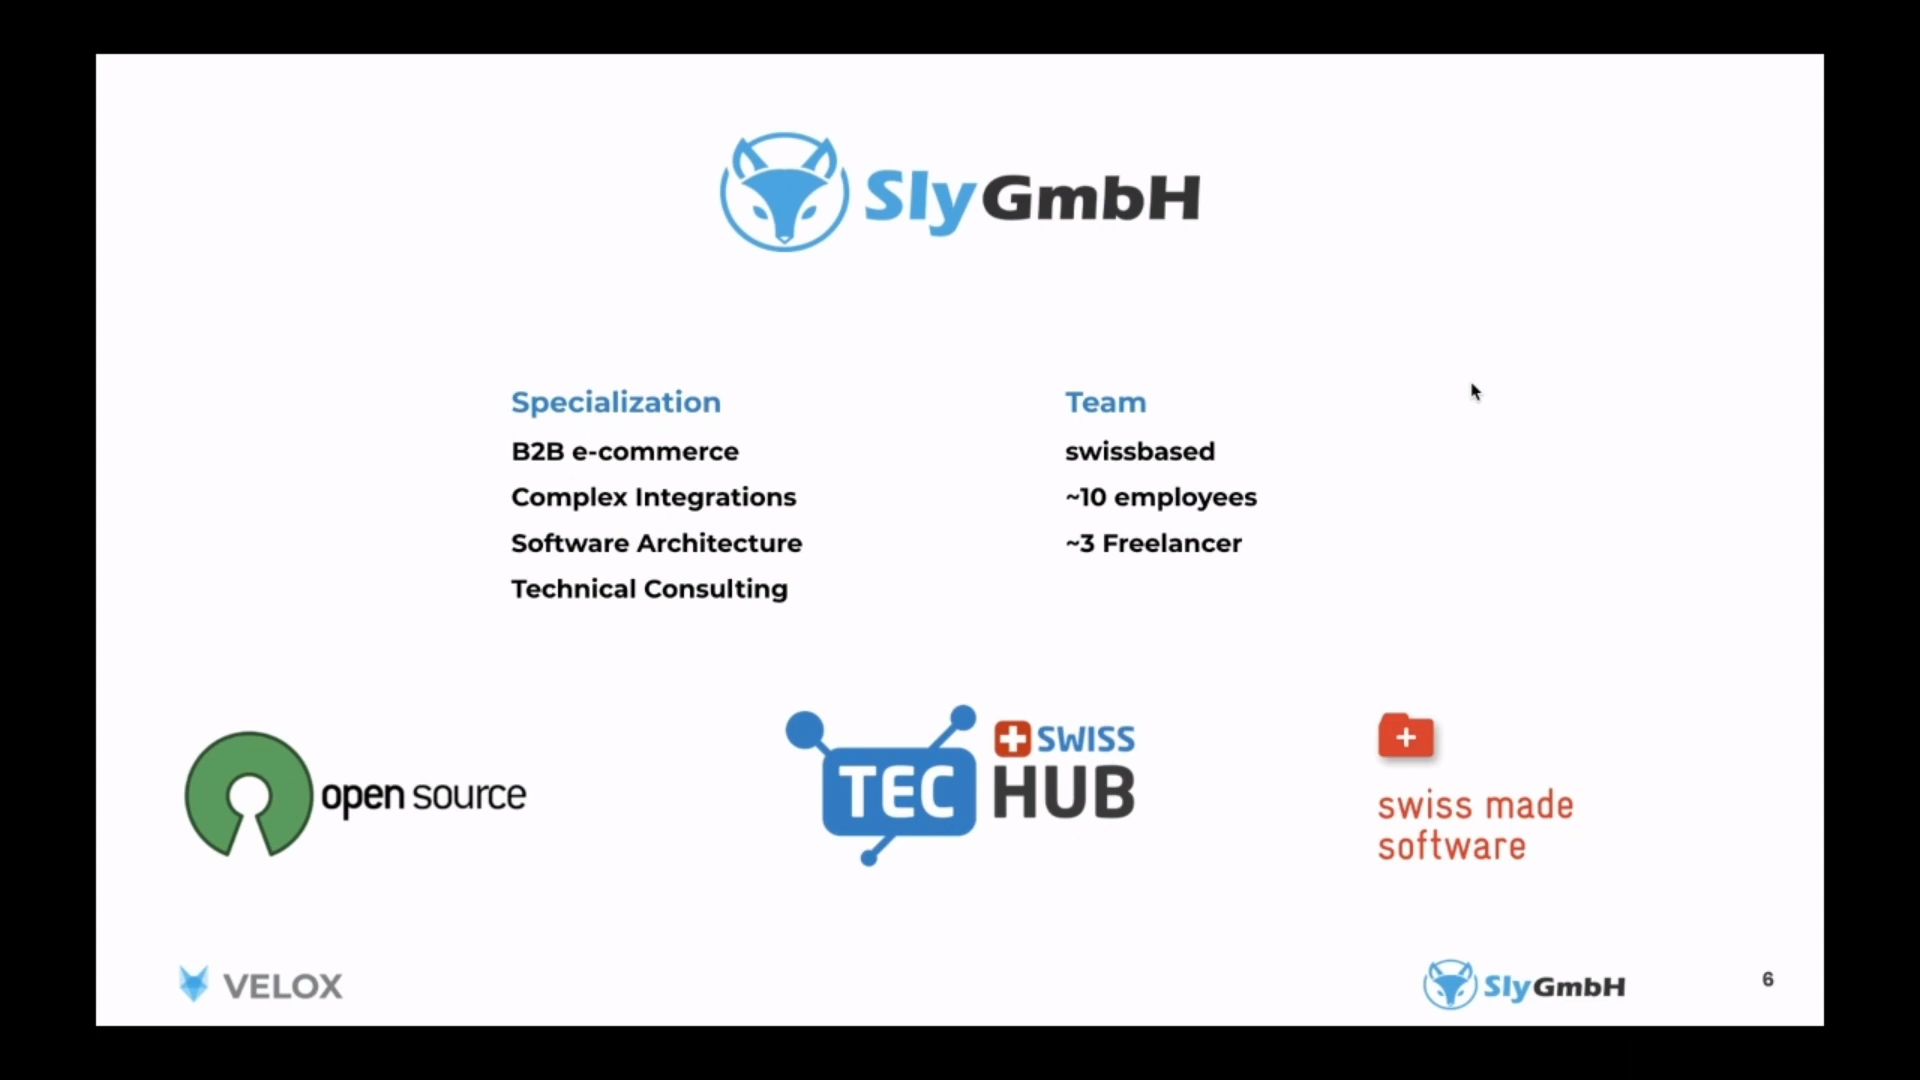 SlyGmbH
Specialization
B2B e-commerce
Complex Integrations
Software Architecture
Technical Consulting
Team
swissbased
~10 employees
~3 Freelancer
open source
TEC
SWISS
HUB
swiss made
software
VELOX
SlyGmbH
6